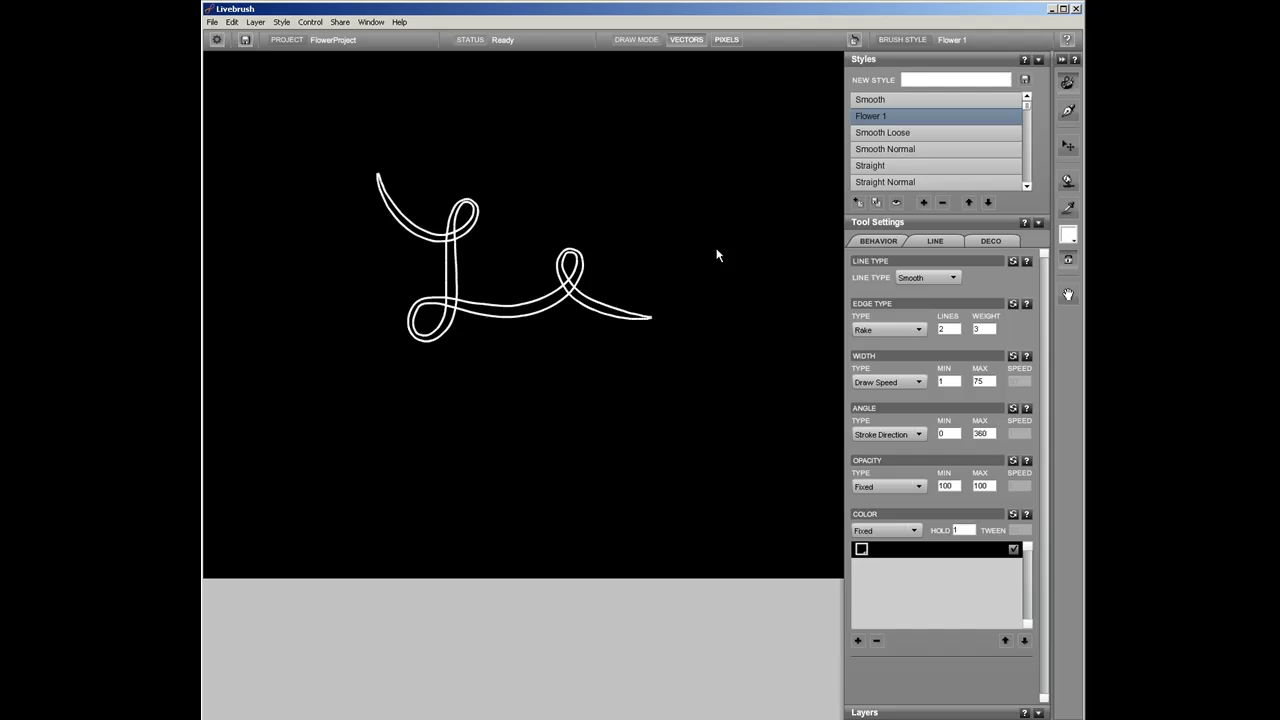 Livebrush
File Edit Layer Style Control Share Window Help
PROJECT FlowerProject STATUS Ready DRAW MODE VECTORS PIXELS BRUSH STYLE Flower 1 ?
Styles ? ?
NEW STYLE
Smooth
Flower 1
Smooth Loose
Smooth Normal
Straight
Straight Normal
Tool Settings ?
BEHAVIOR LINE DECO
LINE TYPE ?
LINE TYPE Smooth
EDGE TYPE ?
TYPE LINES WEIGHT
Rake 2 3
WIDTH ?
TYPE MIN MAX SPEED
Draw Speed 1 75
ANGLE ?
TYPE MIN MAX SPEED
Stroke Direction 0 360
OPACITY ?
TYPE MIN MAX SPEED
Fixed 100 100
COLOR ?
Fixed HOLD 1 TWEEN
Layers ?
Le